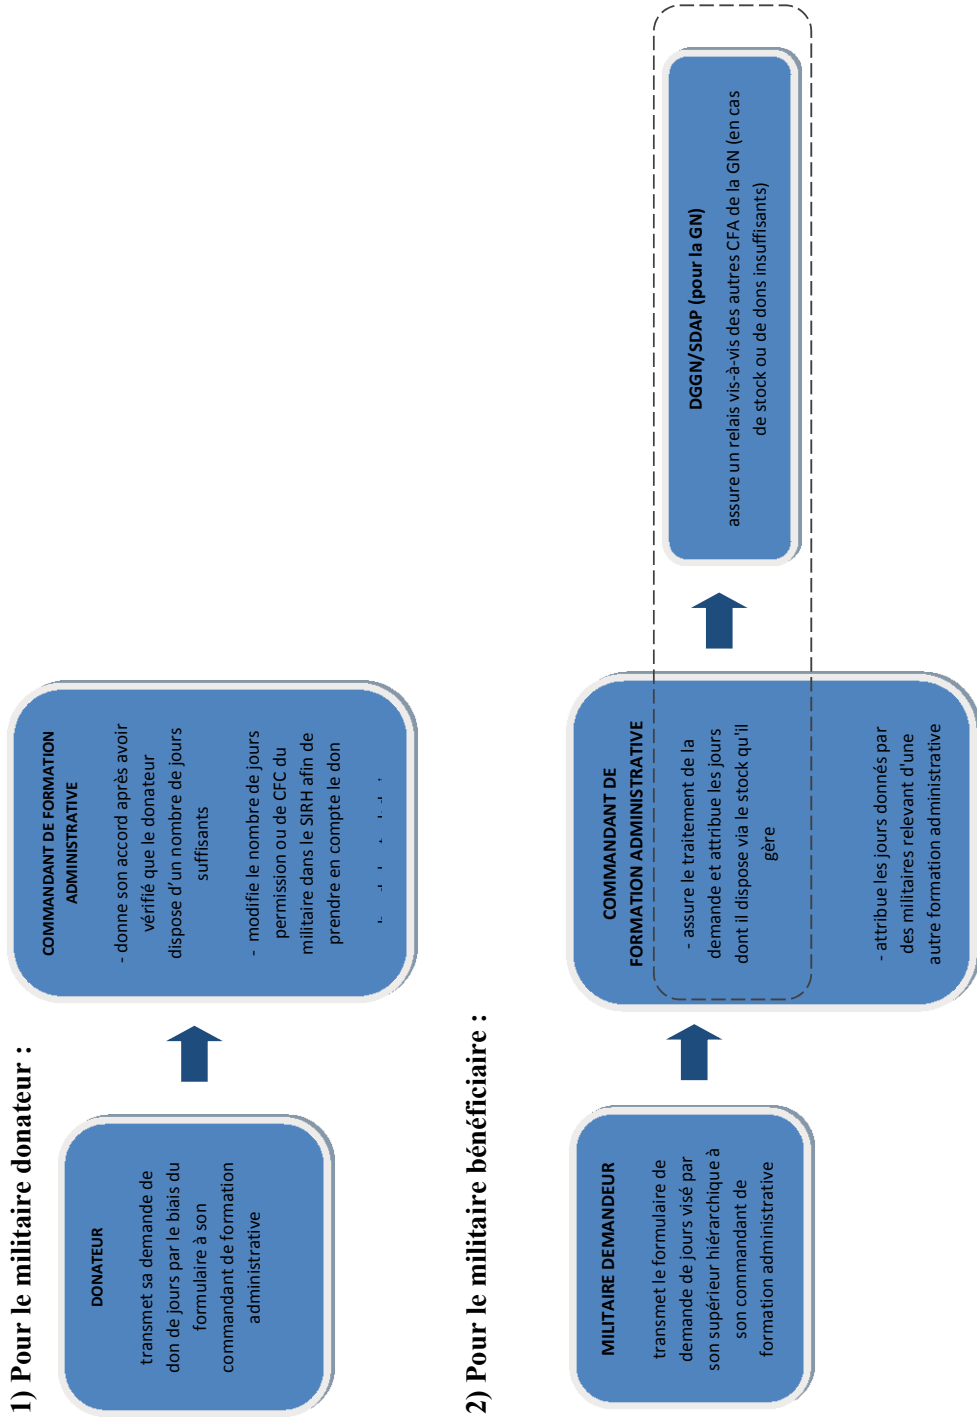 1) Pour le militaire donateur :
DONATEUR
transmet sa demande de
don de jours par le biais du
formulaire à son
commandant de formation
administrative
COMMANDANT DE FORMATION
ADMINISTRATIVE
- donne son accord après avoir
vérifié que le donateur
dispose d'un nombre de jours
suffisants
- modifie le nombre de jours
permission ou de CFC du
militaire dans le SIRH afin de
prendre en compte le don
2) Pour le militaire bénéficiaire :
MILITAIRE DEMANDEUR
transmet le formulaire de
demande de jours visé par
son supérieur hiérarchique à
son commandant de
formation administrative
COMMANDANT DE
FORMATION ADMINISTRATIVE
- assure le traitement de la
demande et attribue les jours
dont il dispose via le stock qu'il
gère
- attribue les jours donnés par
des militaires relevant d'une
autre formation administrative
DGGN/SDAP (pour la GN)
assure un relais vis-à-vis des autres CFA de la GN (en cas
de stock ou de dons insuffisants)